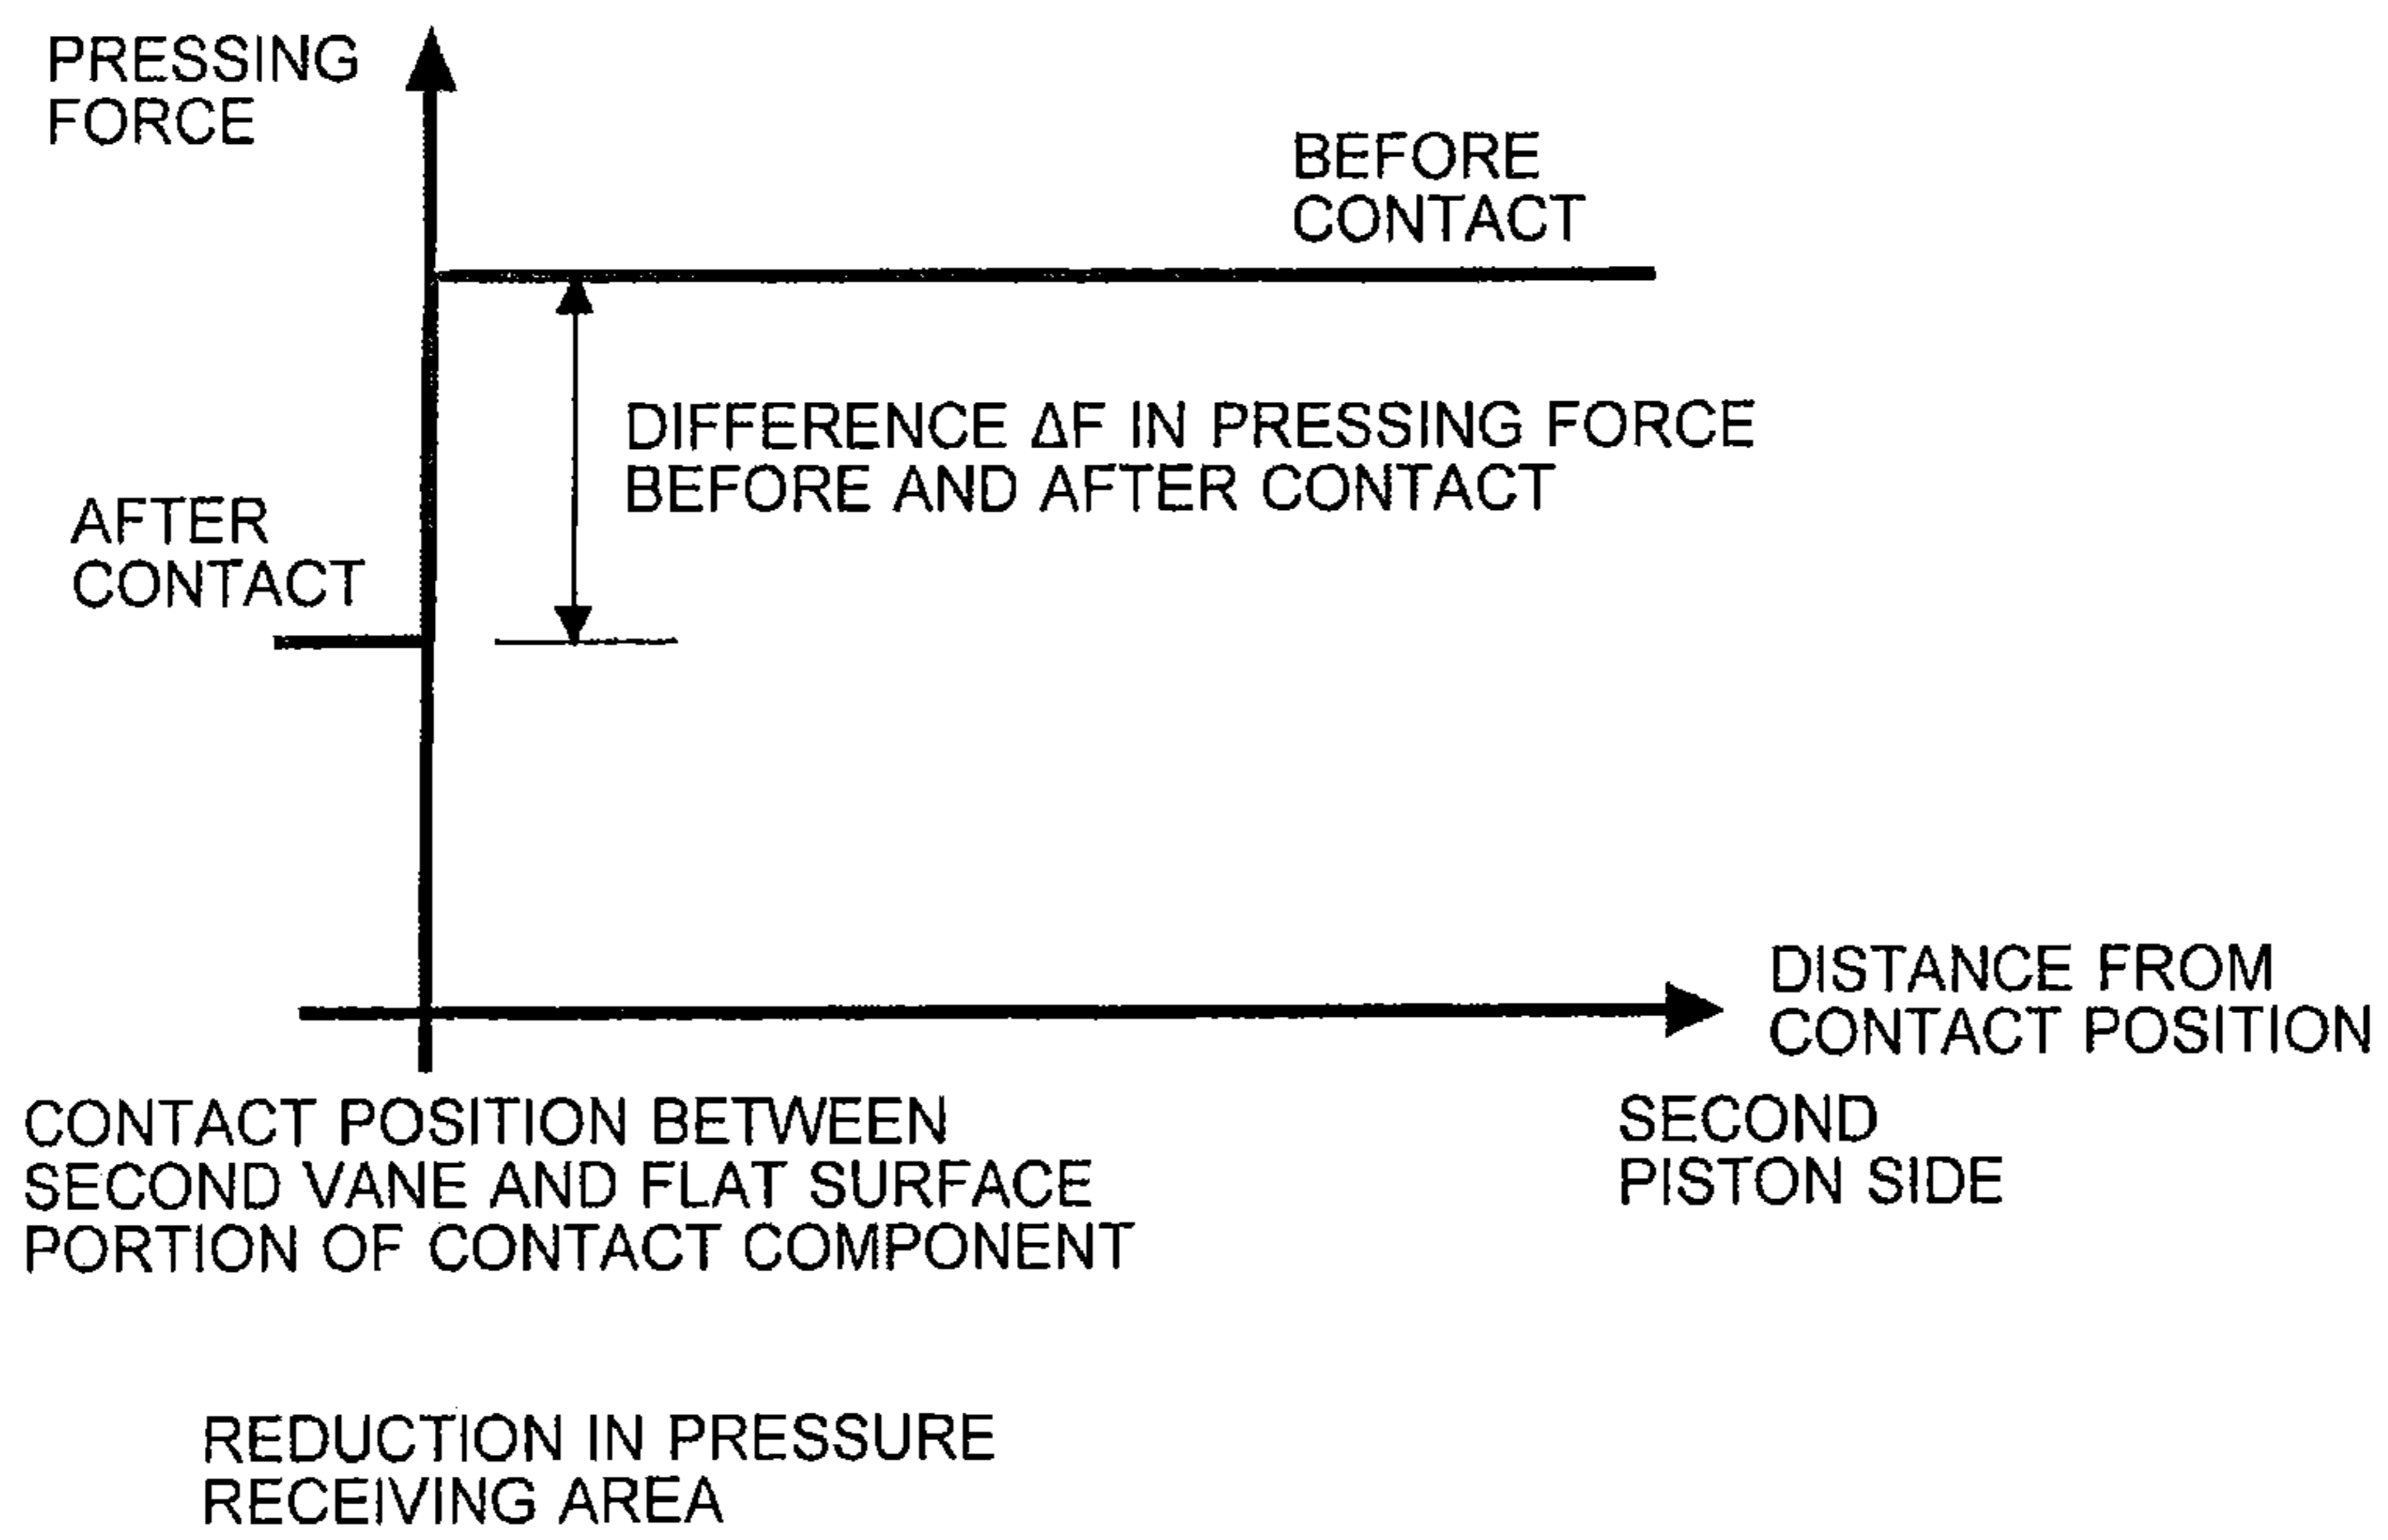 PRESSING
FORCE
BEFORE
CONTACT
DIFFERENCE ΔF IN PRESSING FORCE
BEFORE AND AFTER CONTACT
AFTER
CONTACT
DISTANCE FROM
CONTACT POSITION
CONTACT POSITION BETWEEN
SECOND VANE AND FLAT SURFACE
PORTION OF CONTACT COMPONENT
SECOND
PISTON SIDE
REDUCTION IN PRESSURE
RECEIVING AREA